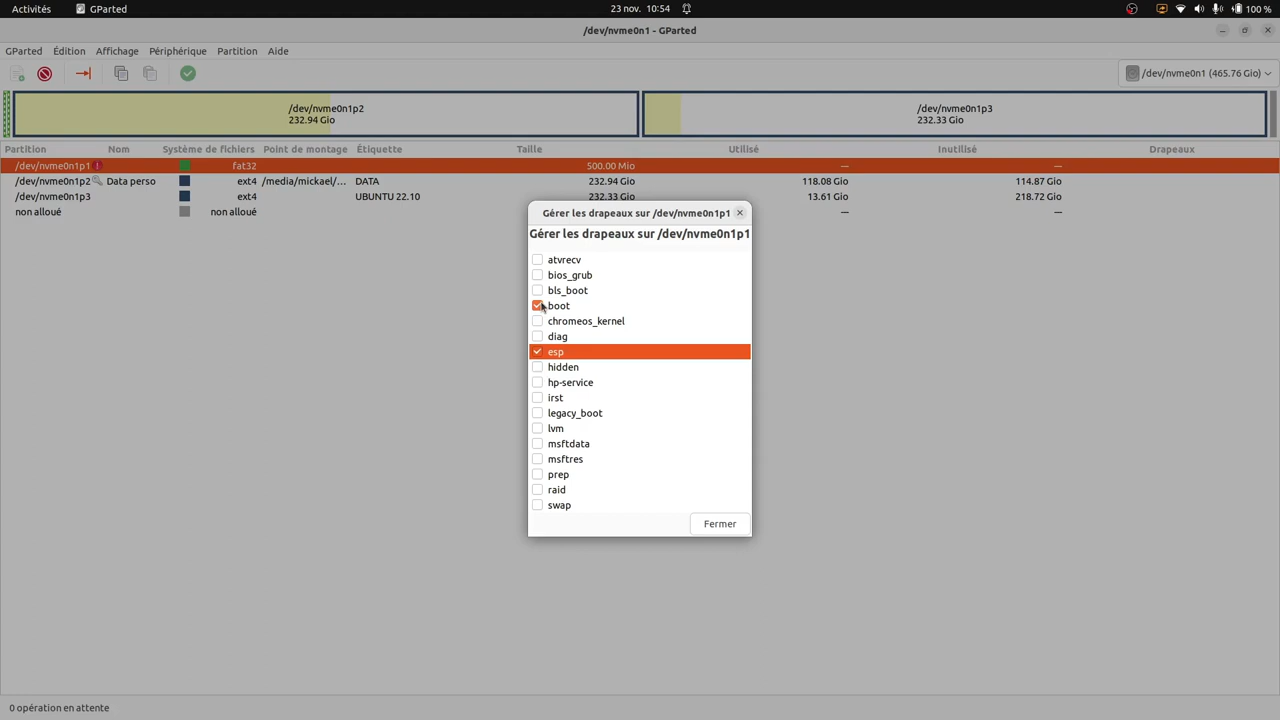 Activités GParted 23 nov. 10:54 100 %
/dev/nvme0n1 - GParted
GParted Édition Affichage Périphérique Partition Aide
/dev/nvme0n1 (465.76 Gio)
/dev/nvme0n1p2
232.94 Gio
/dev/nvme0n1p3
232.33 Gio
Partition Nom Système de fichiers Point de montage Étiquette Taille Utilisé Inutilisé Drapeaux
/dev/nvme0n1p1 fat32 500.00 Mio — —
/dev/nvme0n1p2 Data perso ext4 /media/mickael/... DATA 232.94 Gio 118.08 Gio 114.87 Gio
/dev/nvme0n1p3 ext4 UBUNTU 22.10 232.33 Gio 13.61 Gio 218.72 Gio
non alloué non alloué — —
Gérer les drapeaux sur /dev/nvme0n1p1
Gérer les drapeaux sur /dev/nvme0n1p1
atvrecv
bios_grub
bls_boot
boot
chromeos_kernel
diag
esp
hidden
hp-service
irst
legacy_boot
lvm
msftdata
msftres
prep
raid
swap
Fermer
0 opération en attente